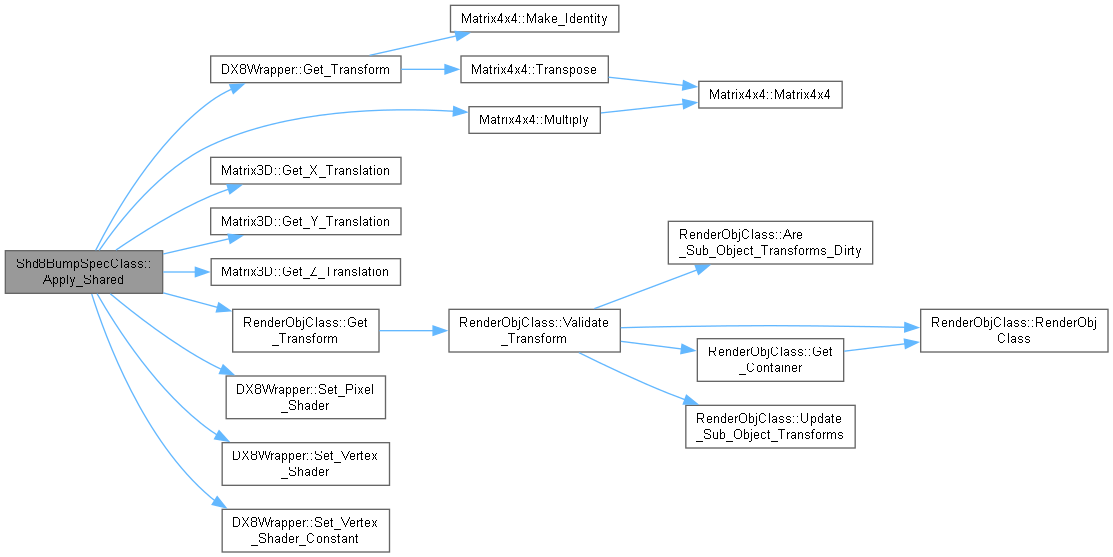 Matrix4x4::Make_Identity
DX8Wrapper::Get_Transform
Matrix4x4::Transpose
Matrix4x4::Matrix4x4
Matrix4x4::Multiply
Matrix3D::Get_X_Translation
Matrix3D::Get_Y_Translation
Matrix3D::Get_Z_Translation
Shd8BumpSpecClass::
Apply_Shared
RenderObjClass::Are
_Sub_Object_Transforms_Dirty
RenderObjClass::Get
_Transform
RenderObjClass::Validate
_Transform
RenderObjClass::RenderObj
Class
RenderObjClass::Get
_Container
RenderObjClass::Update
_Sub_Object_Transforms
DX8Wrapper::Set_Pixel
_Shader
DX8Wrapper::Set_Vertex
_Shader
DX8Wrapper::Set_Vertex
_Shader_Constant